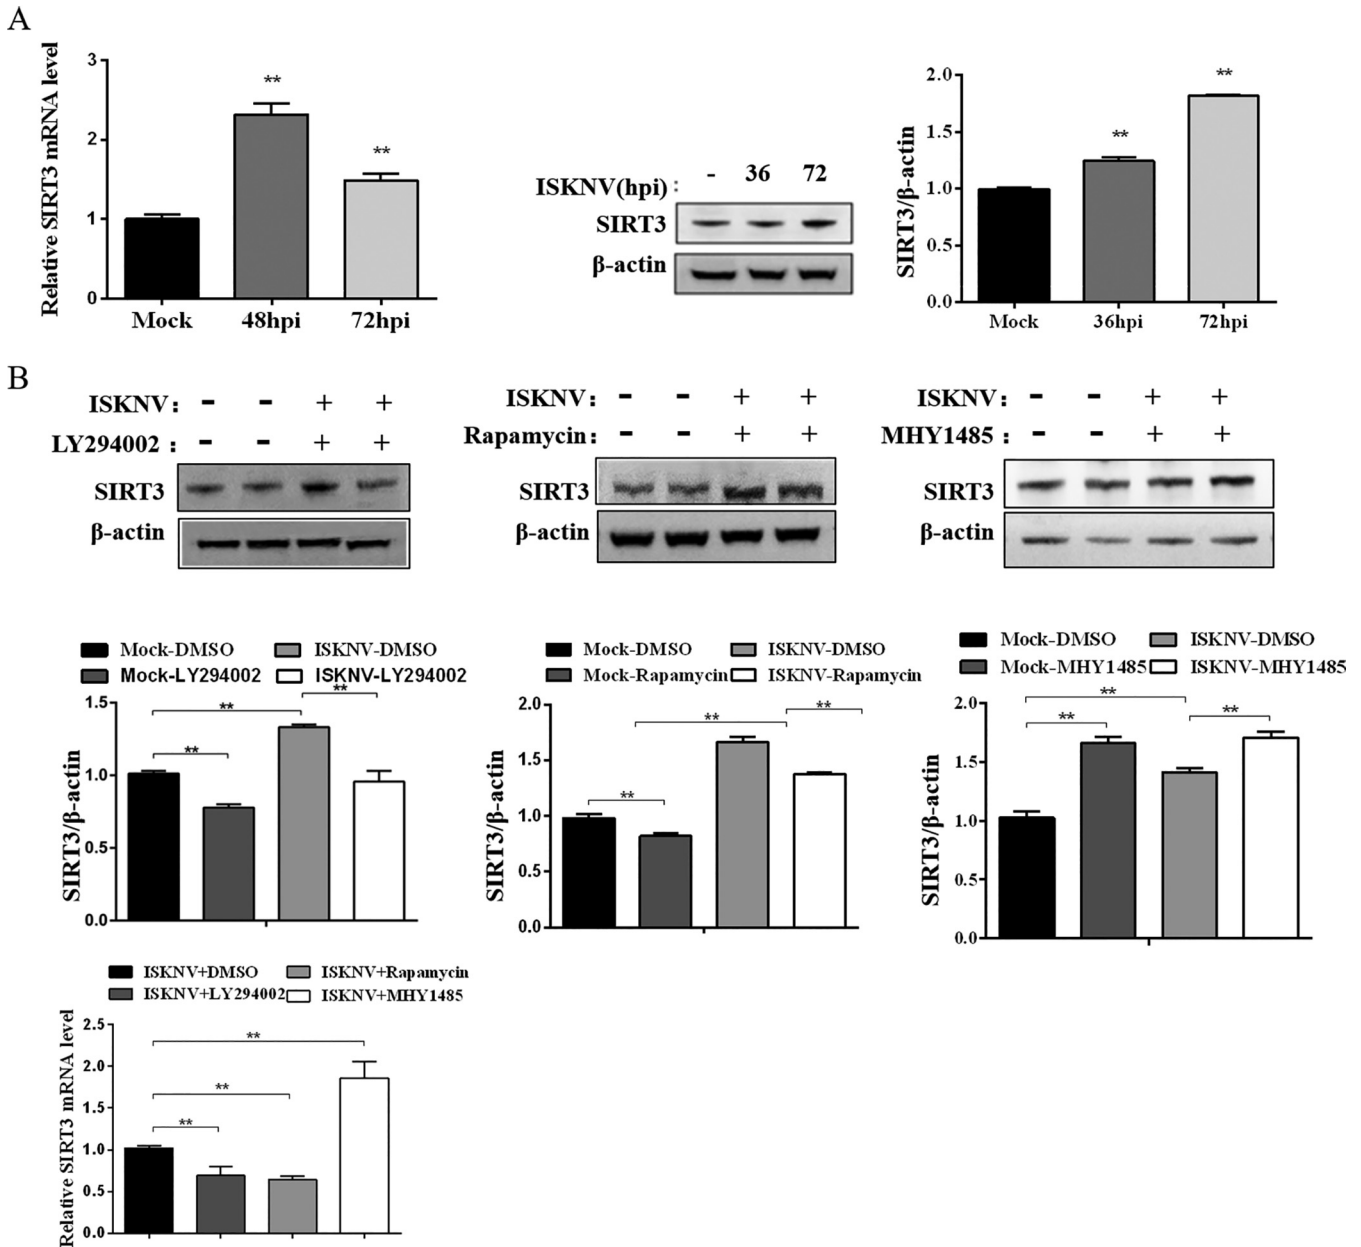 A
Relative SIRT3 mRNA level
3
2
1
0
**
**
Mock 48hpi 72hpi
ISKNV(hpi) : - 36 72
SIRT3
β-actin
SIRT3/β-actin
2.0
1.5
1.0
0.5
0.0
**
**
Mock 36hpi 72hpi
B
ISKNV: - - + +
LY294002: - - + +
SIRT3
β-actin
ISKNV: - - + +
Rapamycin: - - + +
SIRT3
β-actin
ISKNV: - - + +
MHY1485: - - + +
SIRT3
β-actin
Mock-DMSO ISKNV-DMSO
Mock-LY294002 ISKNV-LY294002
SIRT3/β-actin
1.5
1.0
0.5
0.0
**
**
**
Mock-DMSO ISKNV-DMSO
Mock-Rapamycin ISKNV-Rapamycin
SIRT3/β-actin
2.0
1.5
1.0
0.5
0.0
**
**
**
Mock-DMSO ISKNV-DMSO
Mock-MHY1485 ISKNV-MHY1485
SIRT3/β-actin
2.0
1.5
1.0
0.5
0.0
**
**
**
ISKNV+DMSO ISKNV+Rapamycin
ISKNV+LY294002 ISKNV+MHY1485
Relative SIRT3 mRNA level
2.5
2.0
1.5
1.0
0.5
0.0
**
**
**